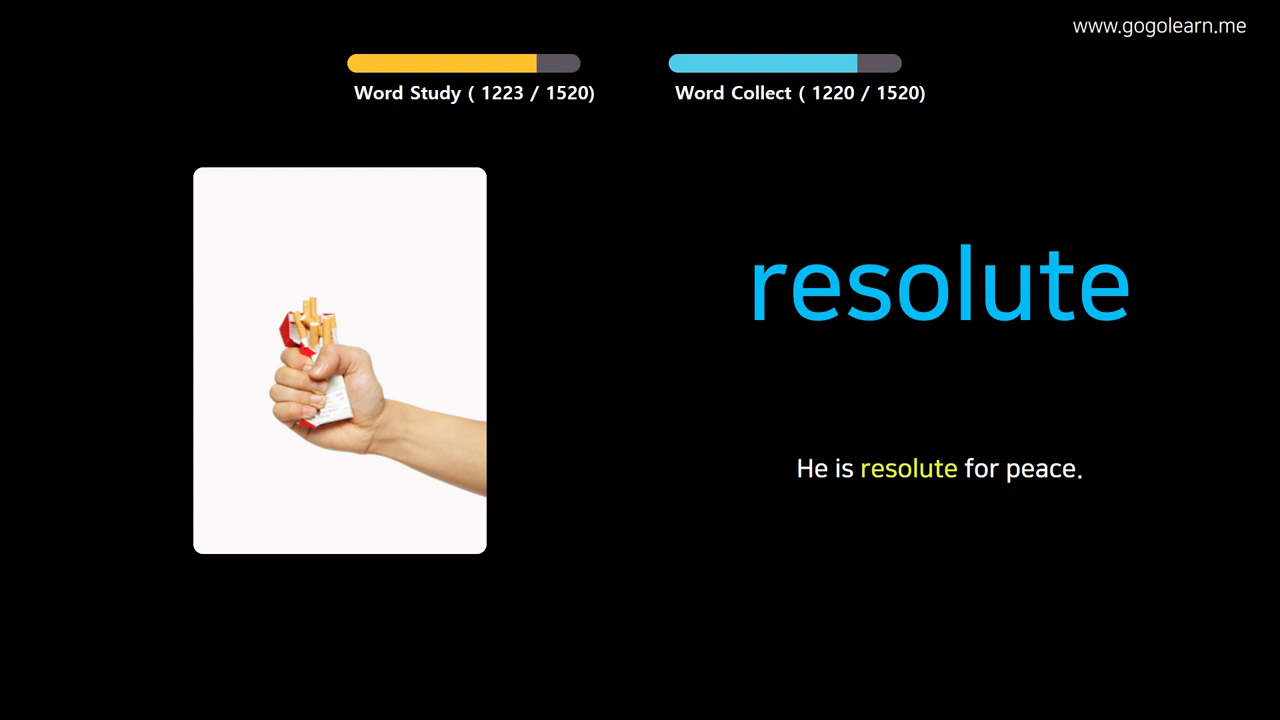 www.gogolearn.me
Word Study ( 1223 / 1520)
Word Collect ( 1220 / 1520)
resolute
He is resolute for peace.